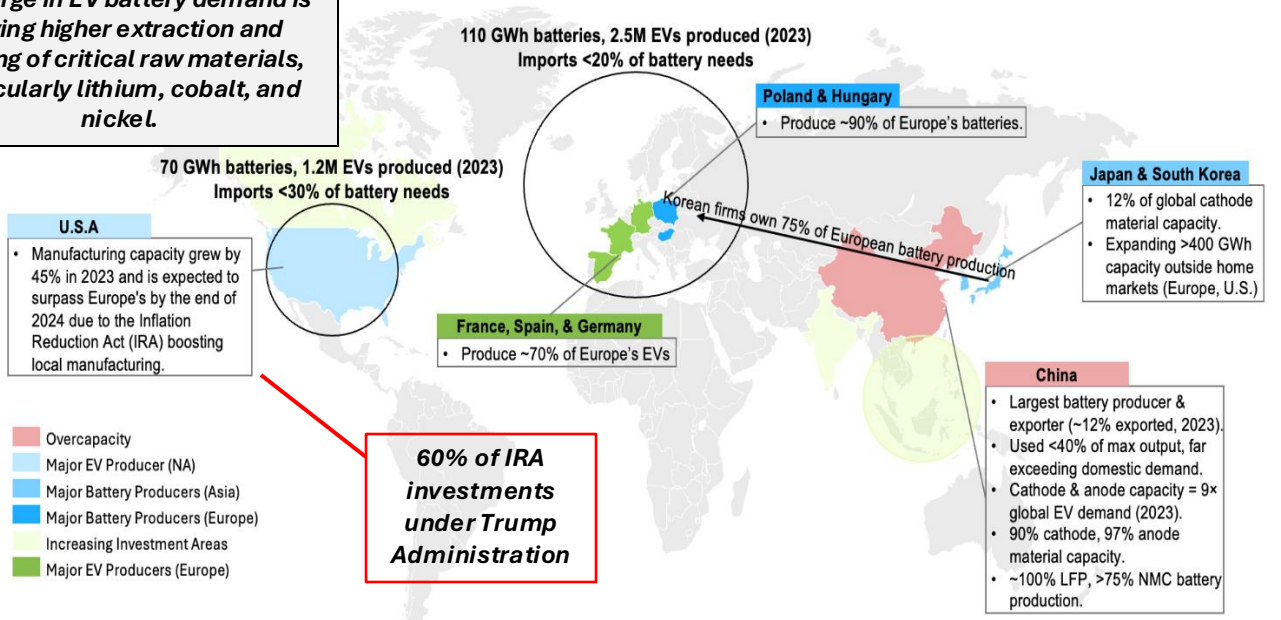 rge in EV battery demand is
ving higher extraction and
ng of critical raw materials,
cularly lithium, cobalt, and
nickel.
110 GWh batteries, 2.5M EVs produced (2023)
Imports <20% of battery needs
Poland & Hungary
• Produce ~90% of Europe's batteries.
70 GWh batteries, 1.2M EVs produced (2023)
Imports <30% of battery needs
Japan & South Korea
• 12% of global cathode
material capacity.
• Expanding >400 GWh
capacity outside home
markets (Europe, U.S.)
Korean firms own 75% of European battery production
U.S.A
• Manufacturing capacity grew by
45% in 2023 and is expected to
surpass Europe's by the end of
2024 due to the Inflation
Reduction Act (IRA) boosting
local manufacturing.
France, Spain, & Germany
• Produce ~70% of Europe's EVs
China
• Largest battery producer &
exporter (~12% exported, 2023).
• Used <40% of max output, far
exceeding domestic demand.
• Cathode & anode capacity = 9×
global EV demand (2023).
• 90% cathode, 97% anode
material capacity.
• ~100% LFP, >75% NMC battery
production.
60% of IRA
investments
under Trump
Administration
Overcapacity
Major EV Producer (NA)
Major Battery Producers (Asia)
Major Battery Producers (Europe)
Increasing Investment Areas
Major EV Producers (Europe)